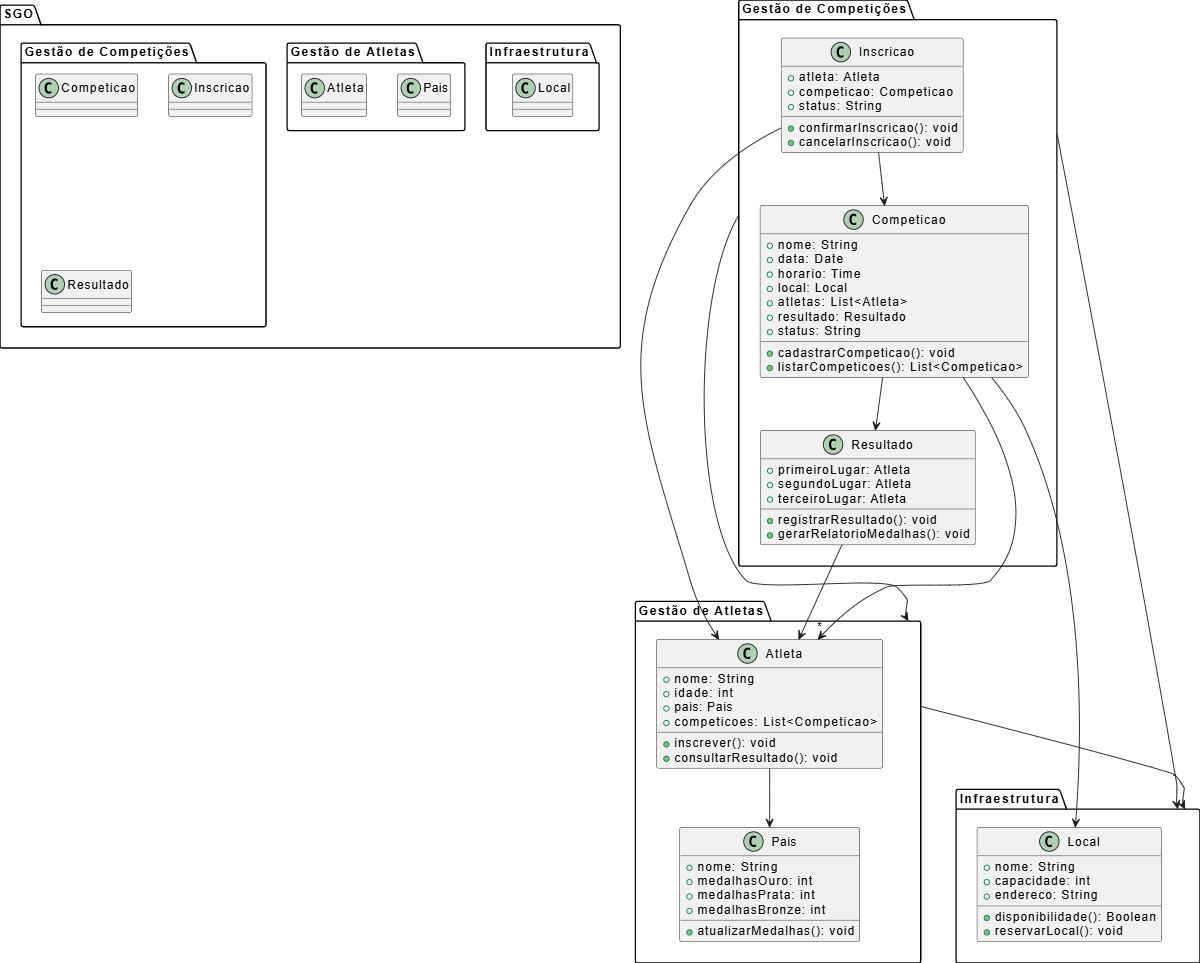 SGO
Gestão de Competições
C Competicao
C Inscricao
C Resultado
Gestão de Atletas
C Atleta
C Pais
Infraestrutura
C Local
Gestão de Competições
C Inscricao
atleta: Atleta
competicao: Competicao
status: String
confirmarInscricao(): void
cancelarInscricao(): void
C Competicao
nome: String
data: Date
horario: Time
local: Local
atletas: List<Atleta>
resultado: Resultado
status: String
cadastrarCompeticao(): void
listarCompeticoes(): List<Competicao>
C Resultado
primeiroLugar: Atleta
segundoLugar: Atleta
terceiroLugar: Atleta
registrarResultado(): void
gerarRelatorioMedalhas(): void
Gestão de Atletas
*
C Atleta
nome: String
idade: int
pais: Pais
competicoes: List<Competicao>
inscrever(): void
consultarResultado(): void
C Pais
nome: String
medalhasOuro: int
medalhasPrata: int
medalhasBronze: int
atualizarMedalhas(): void
Infraestrutura
C Local
nome: String
capacidade: int
endereco: String
disponibilidade(): Boolean
reservarLocal(): void